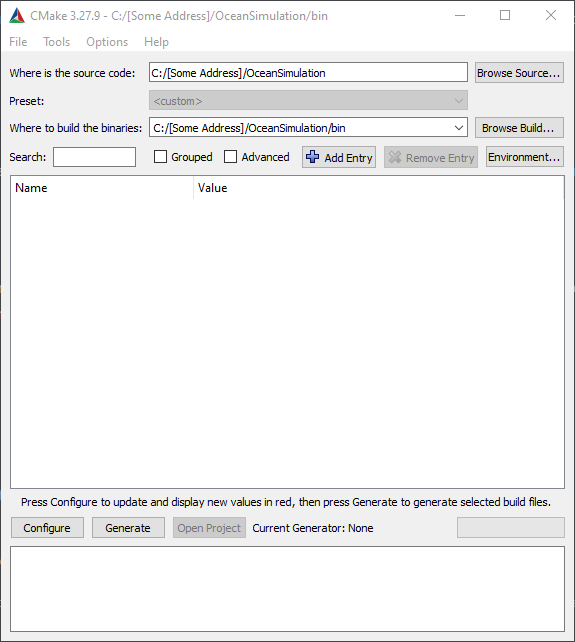 CMake 3.27.9 - C:/[Some Address]/OceanSimulation/bin
File Tools Options Help
Where is the source code: C:/[Some Address]/OceanSimulation Browse Source...
Preset: <custom>
Where to build the binaries: C:/[Some Address]/OceanSimulation/bin Browse Build...
Search: Grouped Advanced Add Entry Remove Entry Environment...
Name Value
Press Configure to update and display new values in red, then press Generate to generate selected build files.
Configure Generate Open Project Current Generator: None